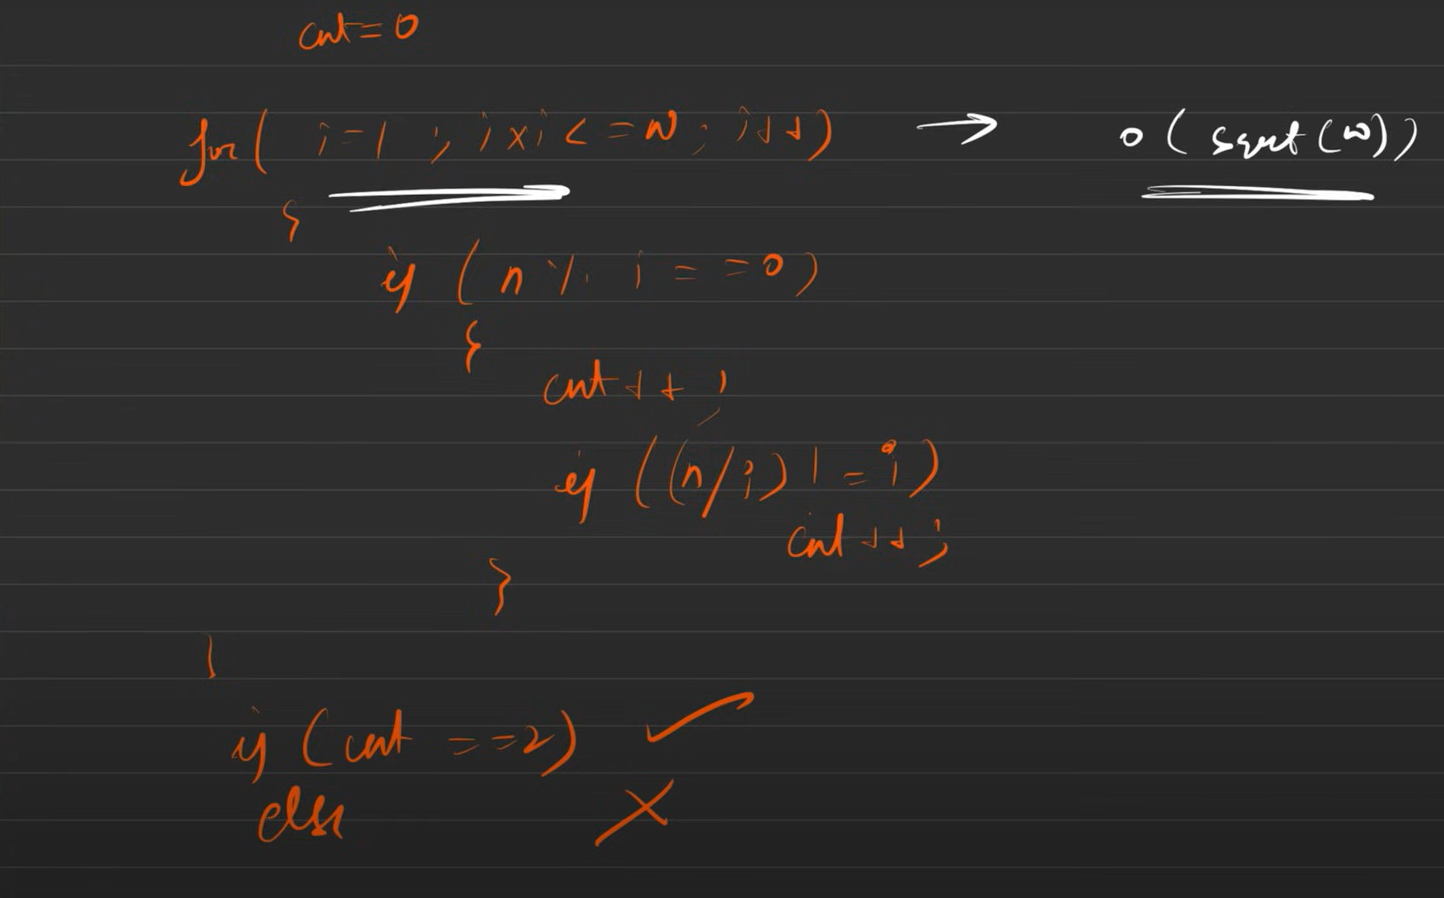 cnt=0
for( i=1 ; i×i<=N; i++) → O(sqrt(N))
{
if (n % i ==0)
{
cnt++;
if ((n/i) != i)
cnt++;
}
}
if (cnt ==2) ✓
else ✗